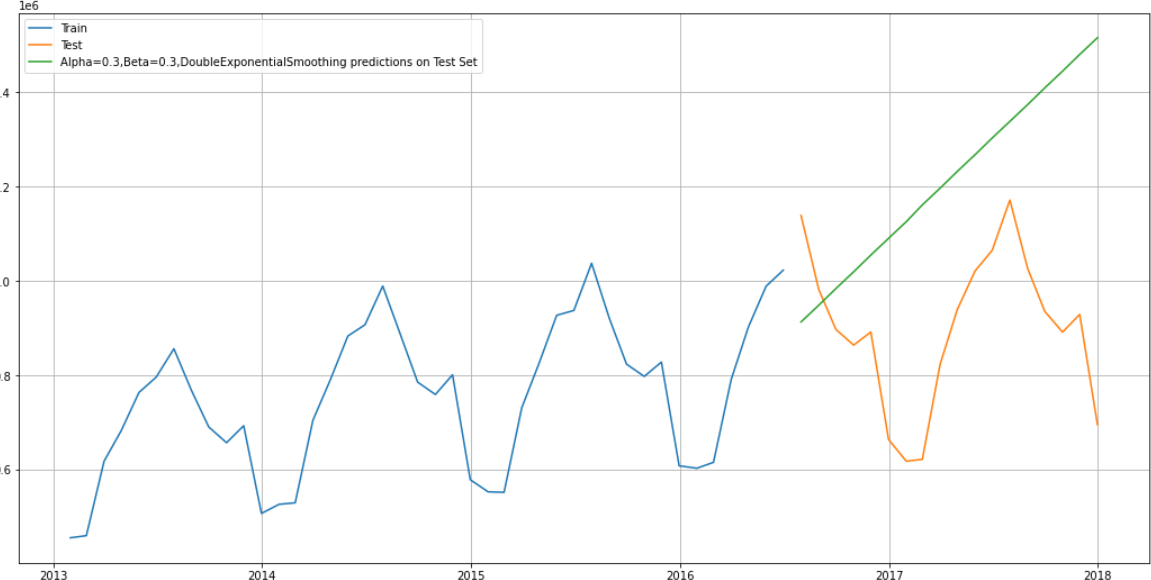 1e6
Train
Test
Alpha=0.3,Beta=0.3,DoubleExponentialSmoothing predictions on Test Set
.4
.2
.0
.8
.6
2013 2014 2015 2016 2017 2018